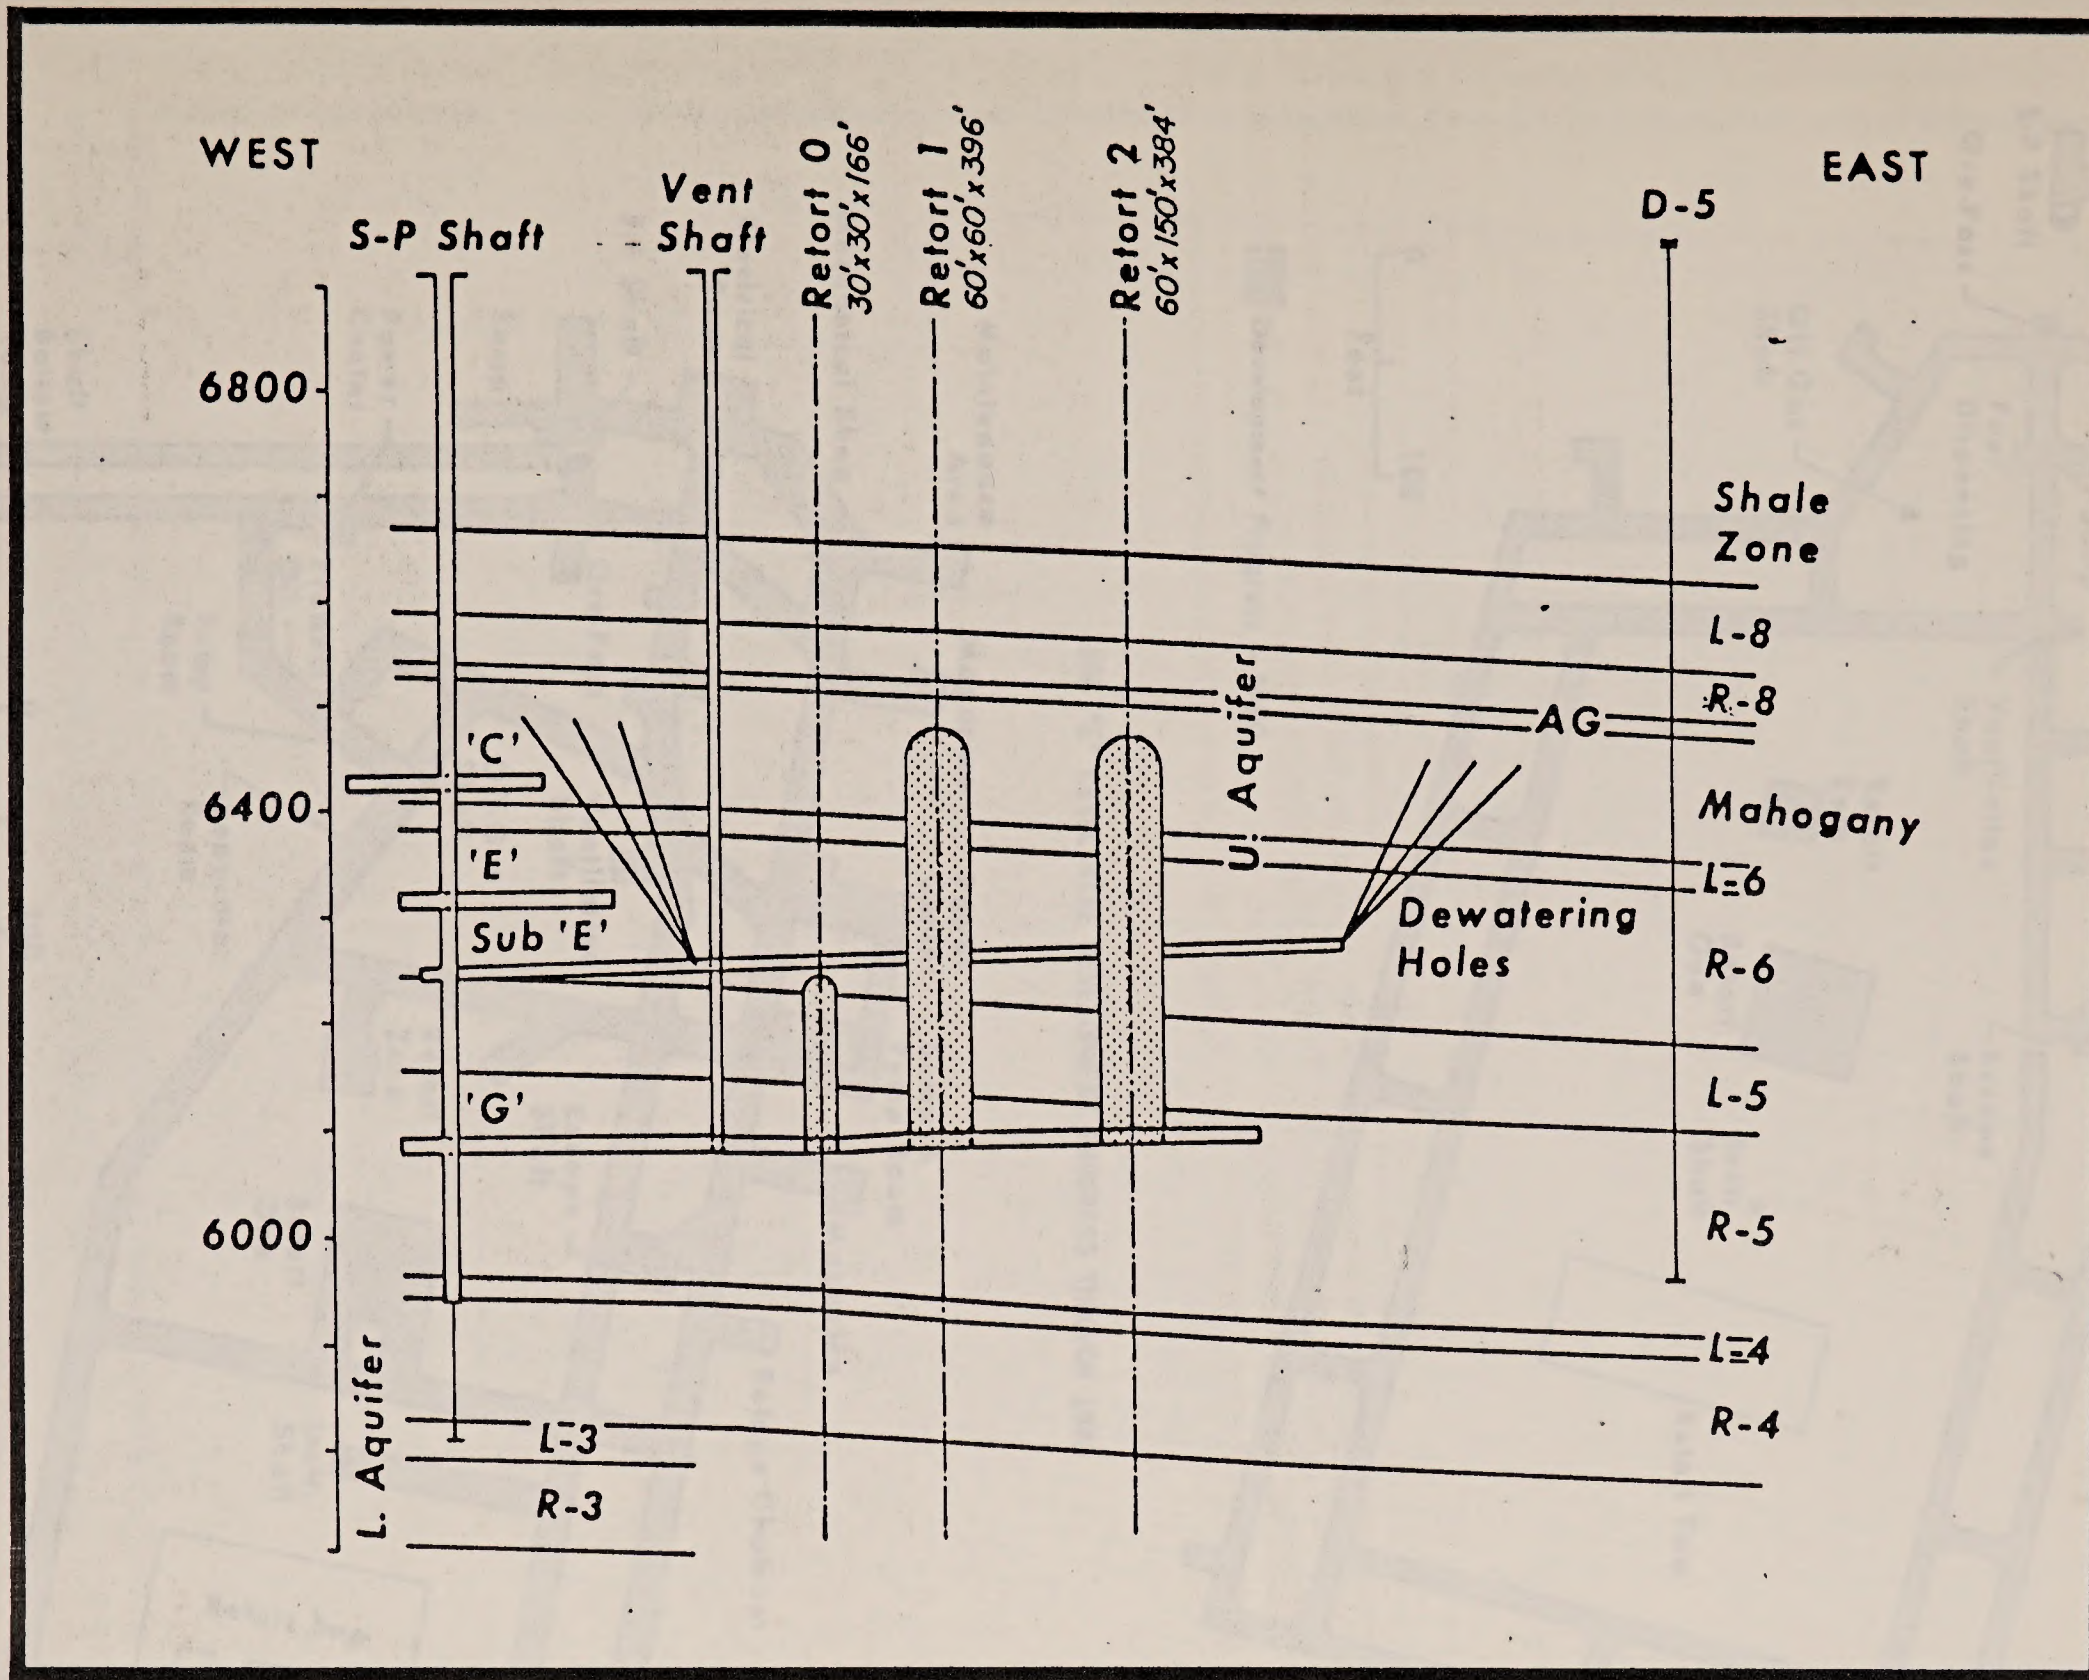 WEST
EAST
S-P Shaft
Vent
Shaft
Retort 0
30'x30'x166'
Retort 1
60'x60'x396'
Retort 2
60'x150'x384'
D-5
6800
6400
6000
Shale
Zone
L-8
R-8
AG
Mahogany
U. Aquifer
L-6
R-6
Dewatering
Holes
L-5
R-5
L-4
R-4
'C'
'E'
Sub 'E'
'G'
L-3
R-3
L. Aquifer